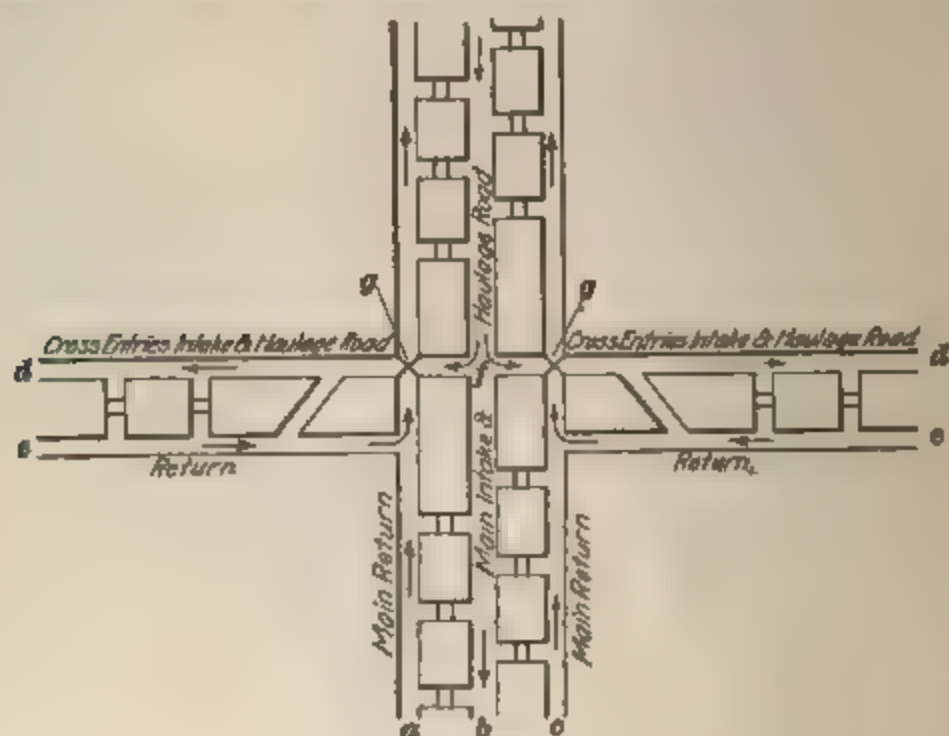 g
g
Haulage Road
Cross Entries Intake & Haulage Road
Cross Entries Intake & Haulage Road
d
d
e
e
Return
Return
Main Intake &
Main Return
Main Return
a
b
c